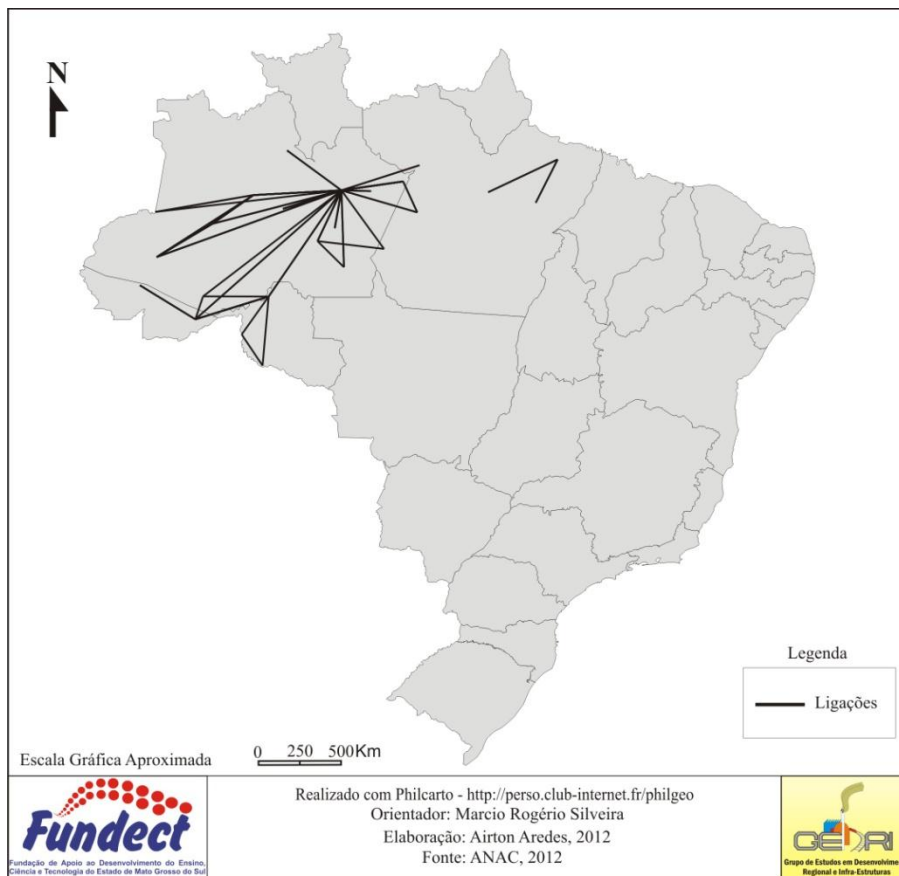 N
Legenda
Ligações
Escala Gráfica Aproximada
0 250 500Km
Fundect
Fundação de Apoio ao Desenvolvimento do Ensino,
Ciência e Tecnologia do Estado de Mato Grosso do Sul
Realizado com Philcarto - http://perso.club-internet.fr/philgeo
Orientador: Marcio Rogério Silveira
Elaboração: Airton Aredes, 2012
Fonte: ANAC, 2012
GEDRI
Grupo de Estudos em Desenvolvime
Regional e Infra-Estruturas